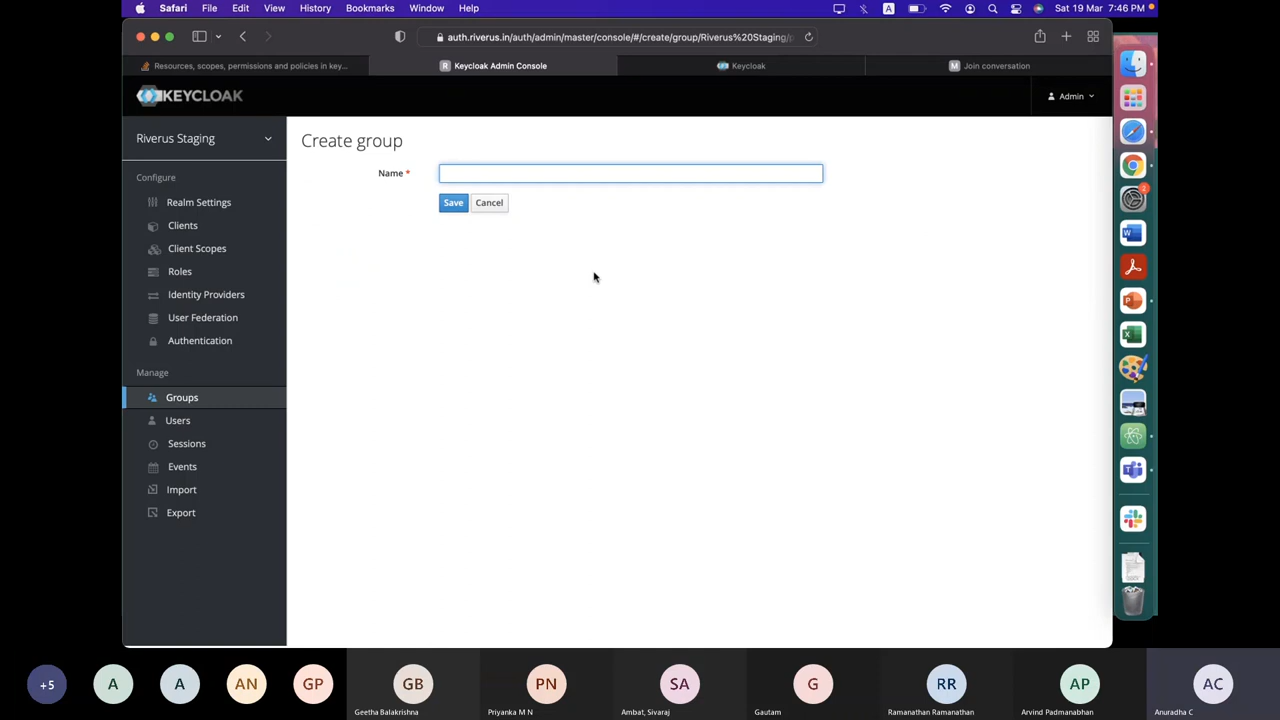 Safari File Edit View History Bookmarks Window Help
A
Sat 19 Mar 7:46 PM
auth.riverus.in/auth/admin/master/console/#/create/group/Riverus%20Staging/
Resources, scopes, permissions and policies in key...
R Keycloak Admin Console
Keycloak
M Join conversation
KEYCLOAK
Admin
Riverus Staging
Create group
Name *
Save
Cancel
Configure
Realm Settings
Clients
Client Scopes
Roles
Identity Providers
User Federation
Authentication
Manage
Groups
Users
Sessions
Events
Import
Export
2
+5
A
A
AN
GP
GB
Geetha Balakrishna
PN
Priyanka M N
SA
Ambat, Sivaraj
G
Gautam
RR
Ramanathan Ramanathan
AP
Arvind Padmanabhan
AC
Anuradha C